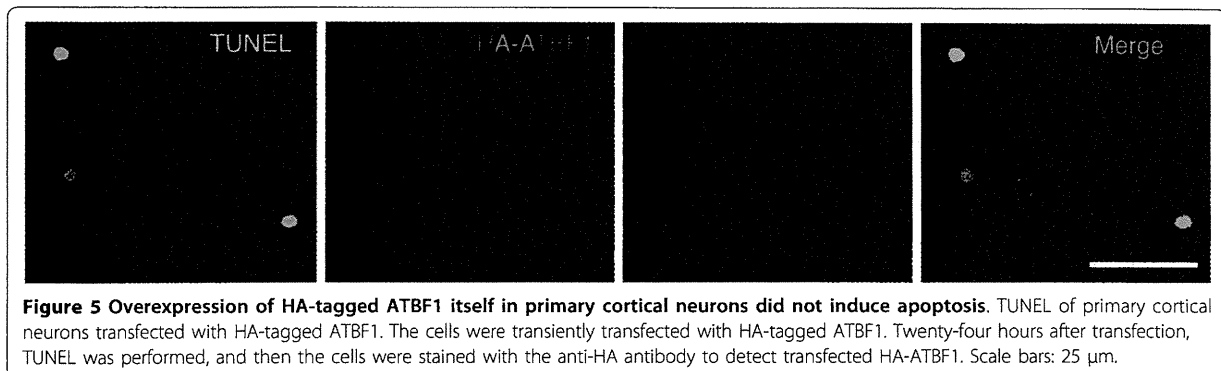 TUNEL
HA-ATBF1
Merge
Figure 5 Overexpression of HA-tagged ATBF1 itself in primary cortical neurons did not induce apoptosis. TUNEL of primary cortical
neurons transfected with HA-tagged ATBF1. The cells were transiently transfected with HA-tagged ATBF1. Twenty-four hours after transfection,
TUNEL was performed, and then the cells were stained with the anti-HA antibody to detect transfected HA-ATBF1. Scale bars: 25 μm.